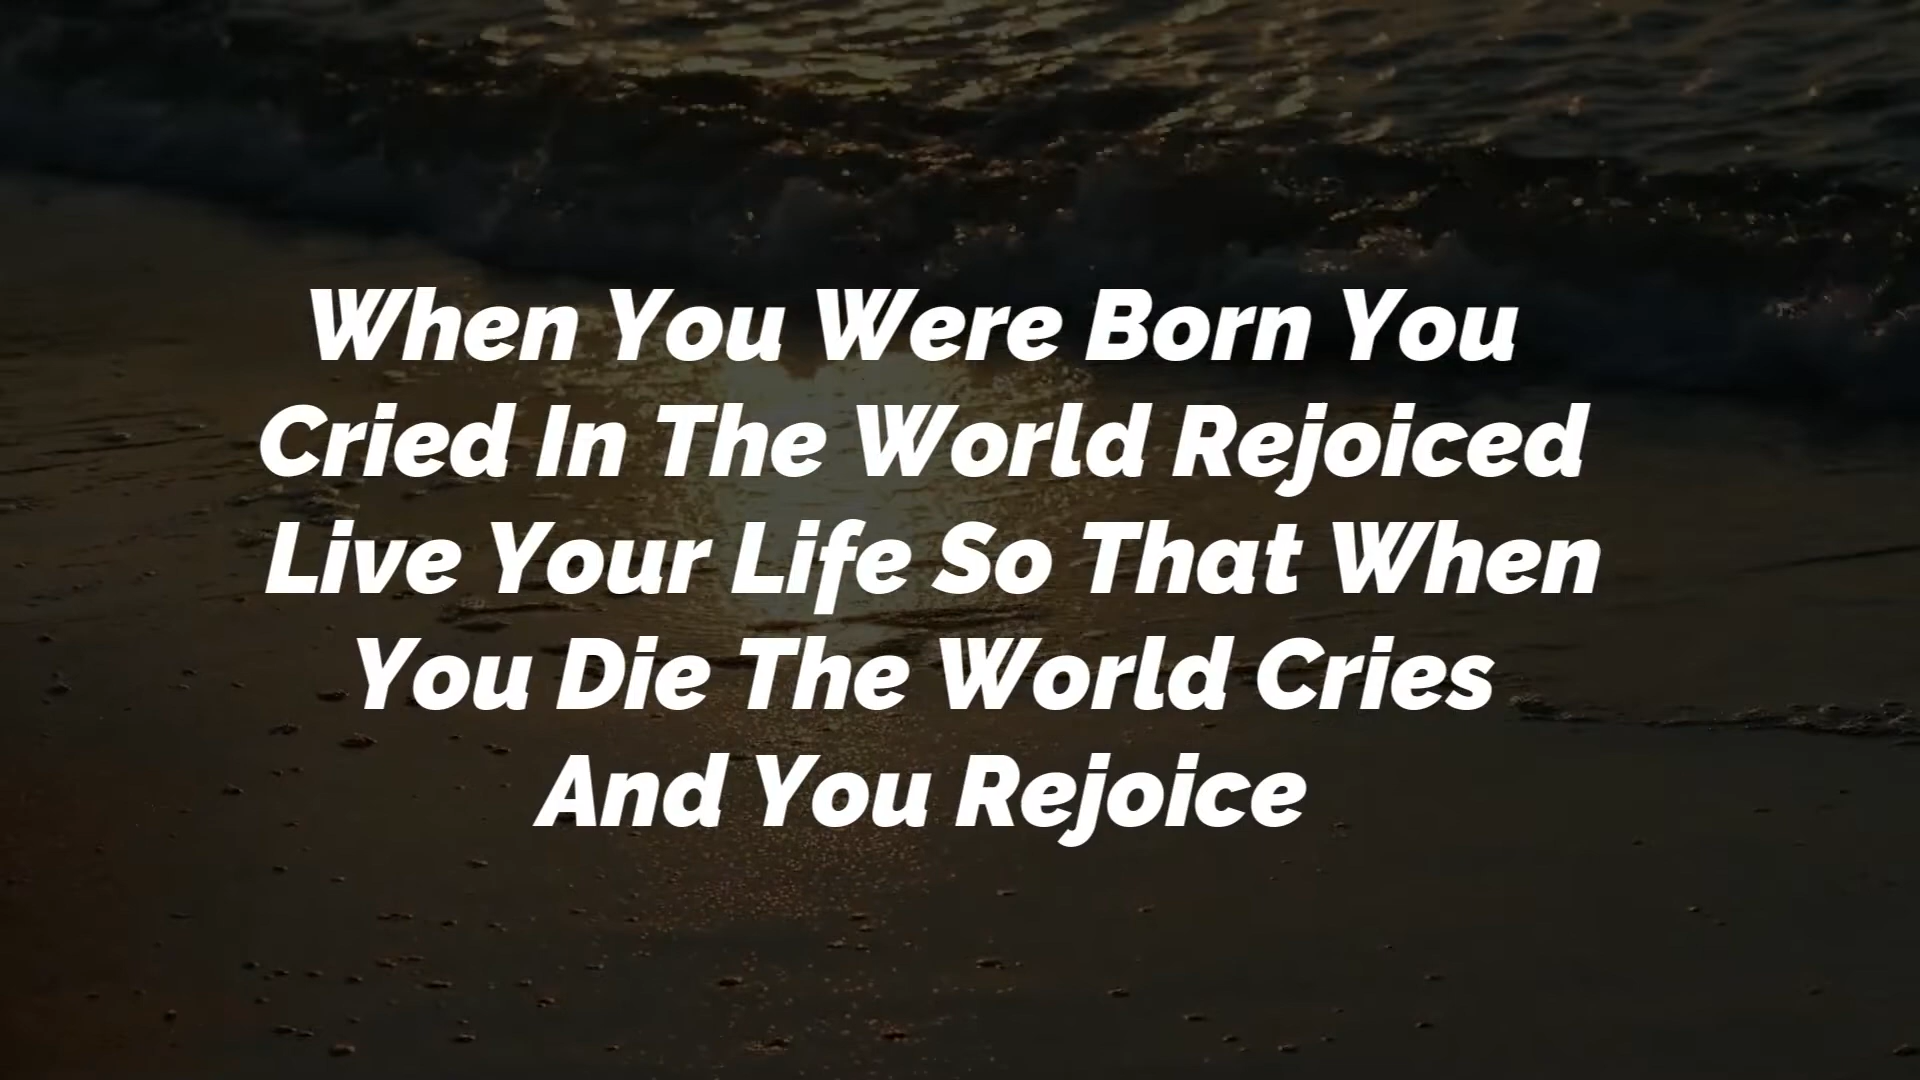 When You Were Born You
Cried In The World Rejoiced
Live Your Life So That When
You Die The World Cries
And You Rejoice